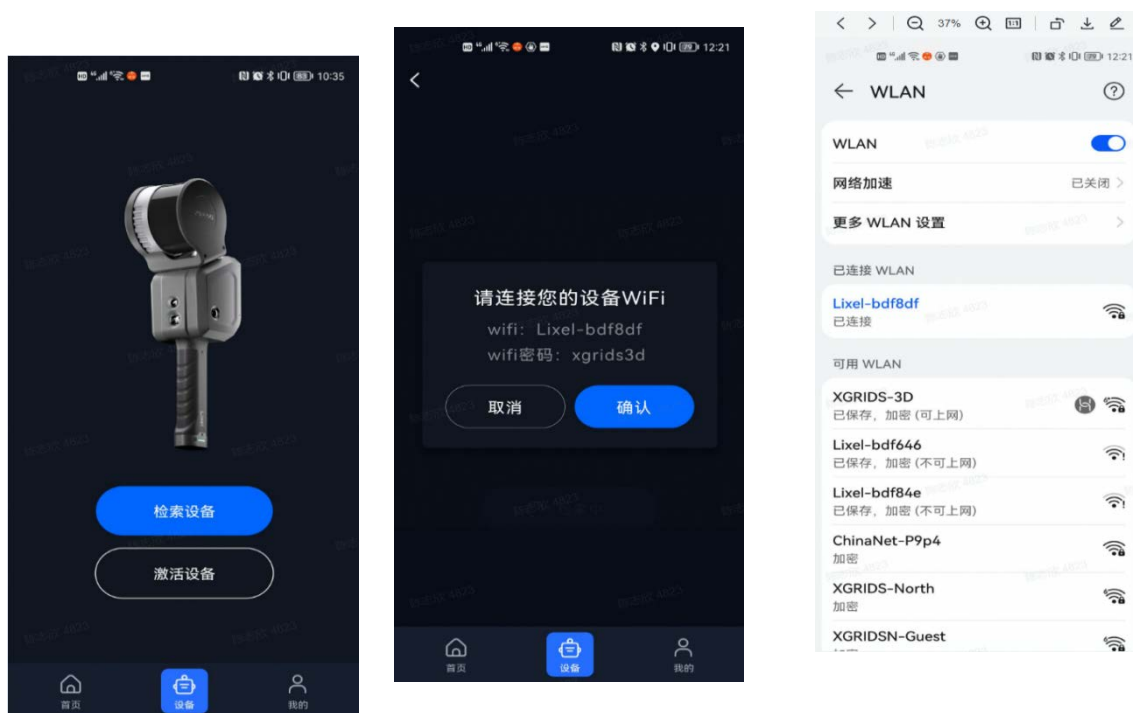 10:35
检索设备
激活设备
首页
设备
我的
12:21
请连接您的设备WiFi
wifi: Lixel-bdf8df
wifi密码: xgrids3d
取消
确认
首页
设备
我的
37%
12:21
WLAN
WLAN
网络加速 已关闭
更多 WLAN 设置
已连接 WLAN
Lixel-bdf8df
已连接
可用 WLAN
XGRIDS-3D
已保存，加密 (可上网)
Lixel-bdf646
已保存，加密 (不可上网)
Lixel-bdf84e
已保存，加密 (不可上网)
ChinaNet-P9p4
加密
XGRIDS-North
加密
XGRIDSN-Guest